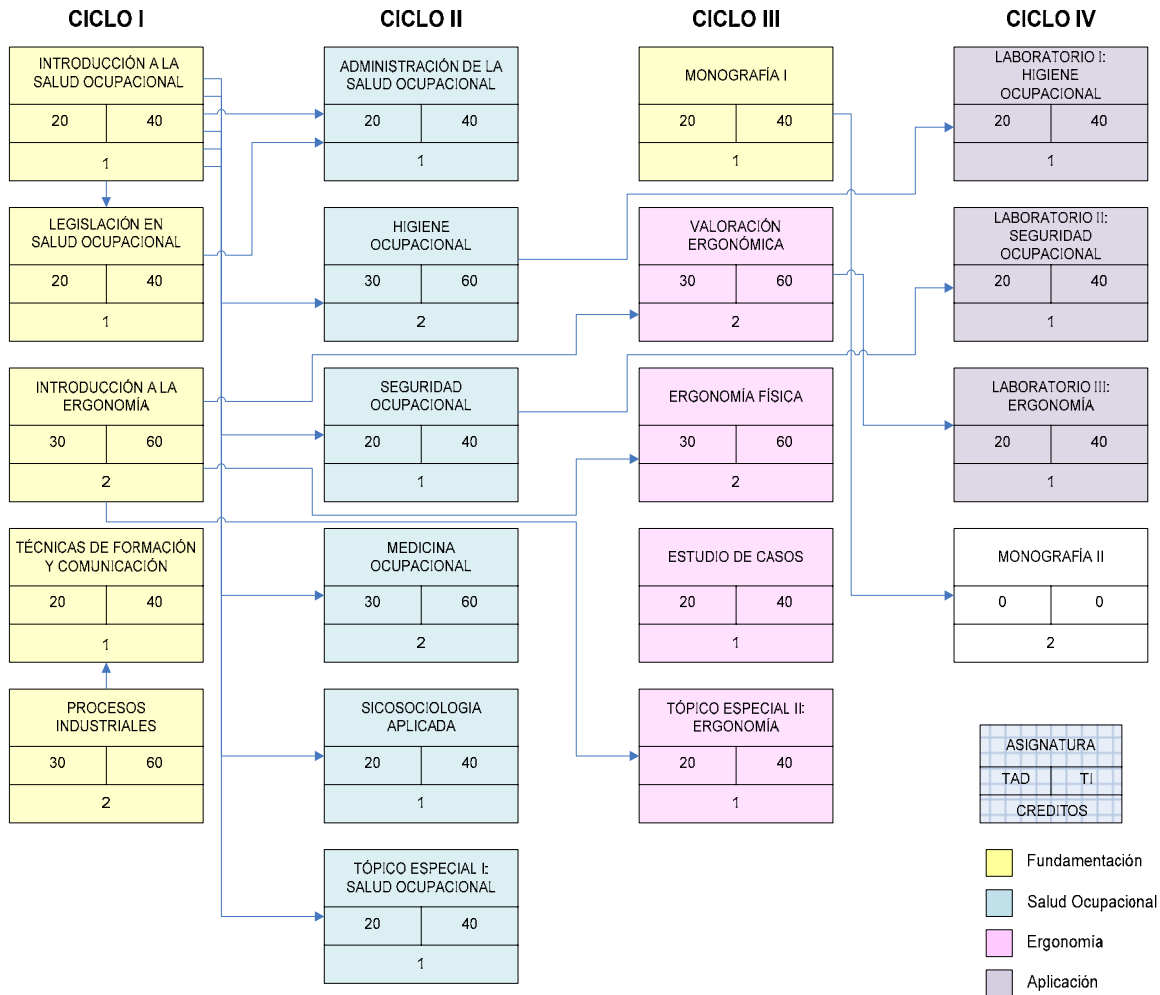 CICLO I
INTRODUCCIÓN A LA
SALUD OCUPACIONAL
20 40
1
LEGISLACIÓN EN
SALUD OCUPACIONAL
20 40
1
INTRODUCCIÓN A LA
ERGONOMÍA
30 60
2
TÉCNICAS DE FORMACIÓN
Y COMUNICACIÓN
20 40
1
PROCESOS
INDUSTRIALES
30 60
2
CICLO II
ADMINISTRACIÓN DE LA
SALUD OCUPACIONAL
20 40
1
HIGIENE
OCUPACIONAL
30 60
2
SEGURIDAD
OCUPACIONAL
20 40
1
MEDICINA
OCUPACIONAL
30 60
2
SICOSOCIOLOGIA
APLICADA
20 40
1
TÓPICO ESPECIAL I:
SALUD OCUPACIONAL
20 40
1
CICLO III
MONOGRAFÍA I
20 40
1
VALORACIÓN
ERGONÓMICA
30 60
2
ERGONOMÍA FÍSICA
30 60
2
ESTUDIO DE CASOS
20 40
1
TÓPICO ESPECIAL II:
ERGONOMÍA
20 40
1
CICLO IV
LABORATORIO I:
HIGIENE
OCUPACIONAL
20 40
1
LABORATORIO II:
SEGURIDAD
OCUPACIONAL
20 40
1
LABORATORIO III:
ERGONOMÍA
20 40
1
MONOGRAFÍA II
0 0
2
ASIGNATURA
TAD TI
CREDITOS
Fundamentación
Salud Ocupacional
Ergonomía
Aplicación